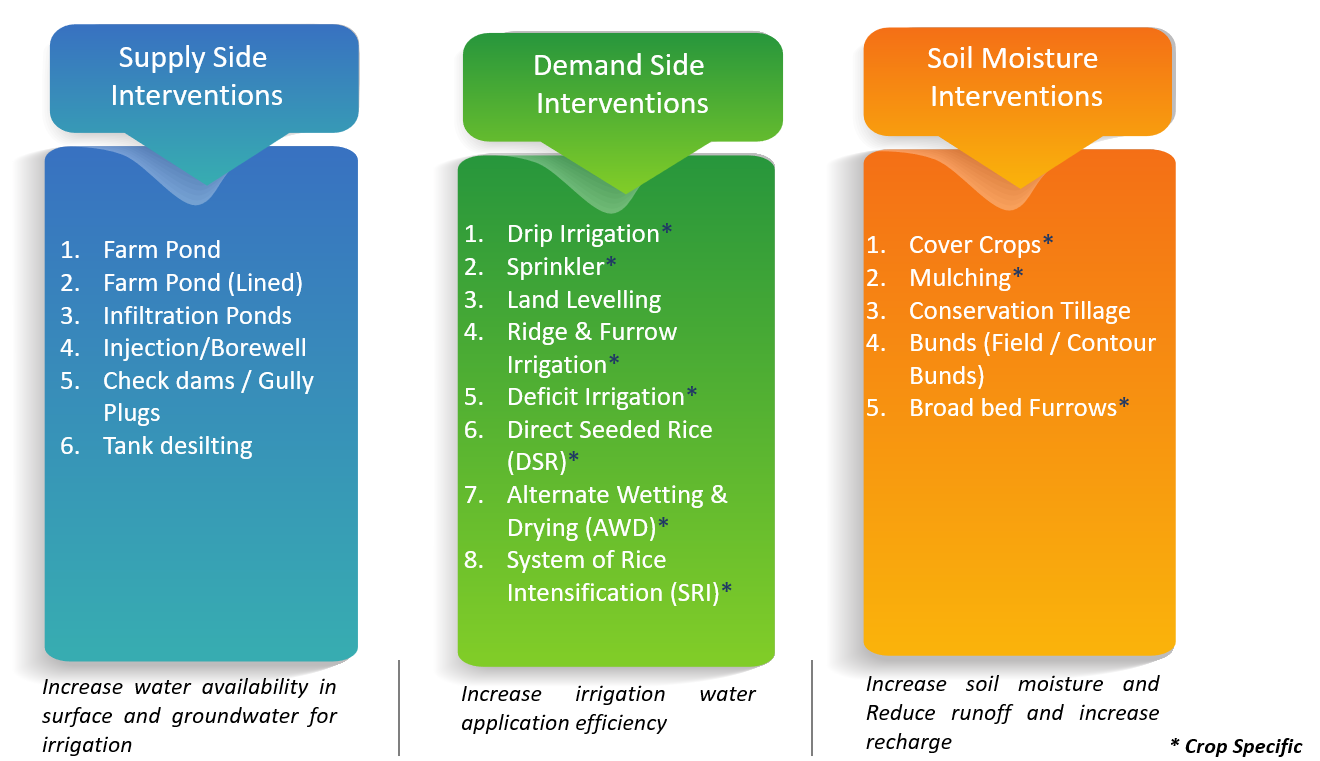 Supply Side
Interventions
1. Farm Pond
2. Farm Pond (Lined)
3. Infiltration Ponds
4. Injection/Borewell
5. Check dams / Gully
Plugs
6. Tank desilting
Increase water availability in
surface and groundwater for
irrigation
Demand Side
Interventions
1. Drip Irrigation*
2. Sprinkler*
3. Land Levelling
4. Ridge & Furrow
Irrigation*
5. Deficit Irrigation*
6. Direct Seeded Rice
(DSR)*
7. Alternate Wetting &
Drying (AWD)*
8. System of Rice
Intensification (SRI)*
Increase irrigation water
application efficiency
Soil Moisture
Interventions
1. Cover Crops*
2. Mulching*
3. Conservation Tillage
4. Bunds (Field / Contour
Bunds)
5. Broad bed Furrows*
Increase soil moisture and
Reduce runoff and increase
recharge
* Crop Specific